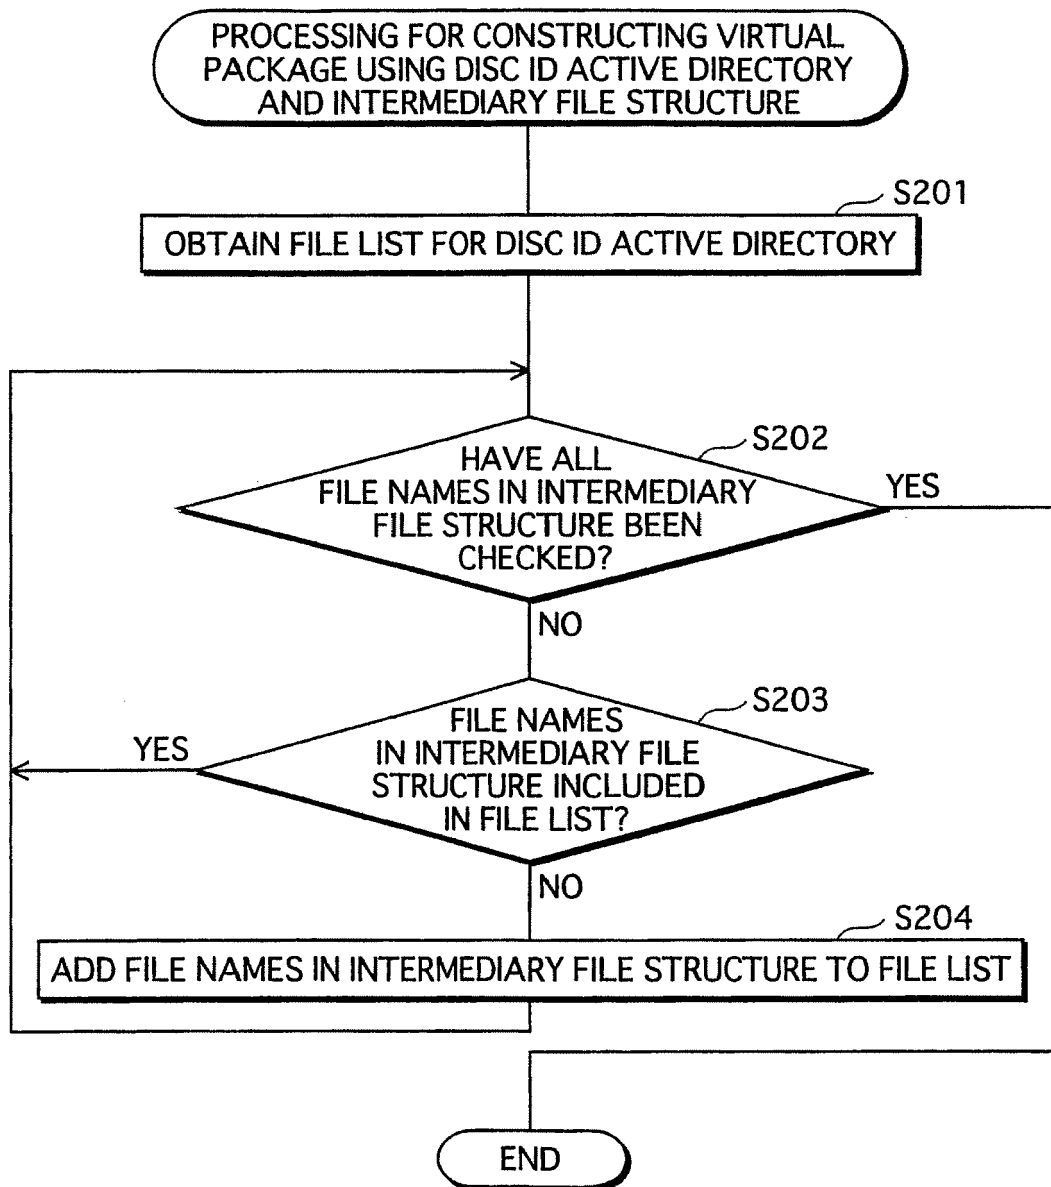 PROCESSING FOR CONSTRUCTING VIRTUAL
PACKAGE USING DISC ID ACTIVE DIRECTORY
AND INTERMEDIARY FILE STRUCTURE
S201
OBTAIN FILE LIST FOR DISC ID ACTIVE DIRECTORY
S202
HAVE ALL
FILE NAMES IN INTERMEDIARY
FILE STRUCTURE BEEN
CHECKED?
YES
NO
S203
FILE NAMES
IN INTERMEDIARY FILE
STRUCTURE INCLUDED
IN FILE LIST?
YES
NO
S204
ADD FILE NAMES IN INTERMEDIARY FILE STRUCTURE TO FILE LIST
END